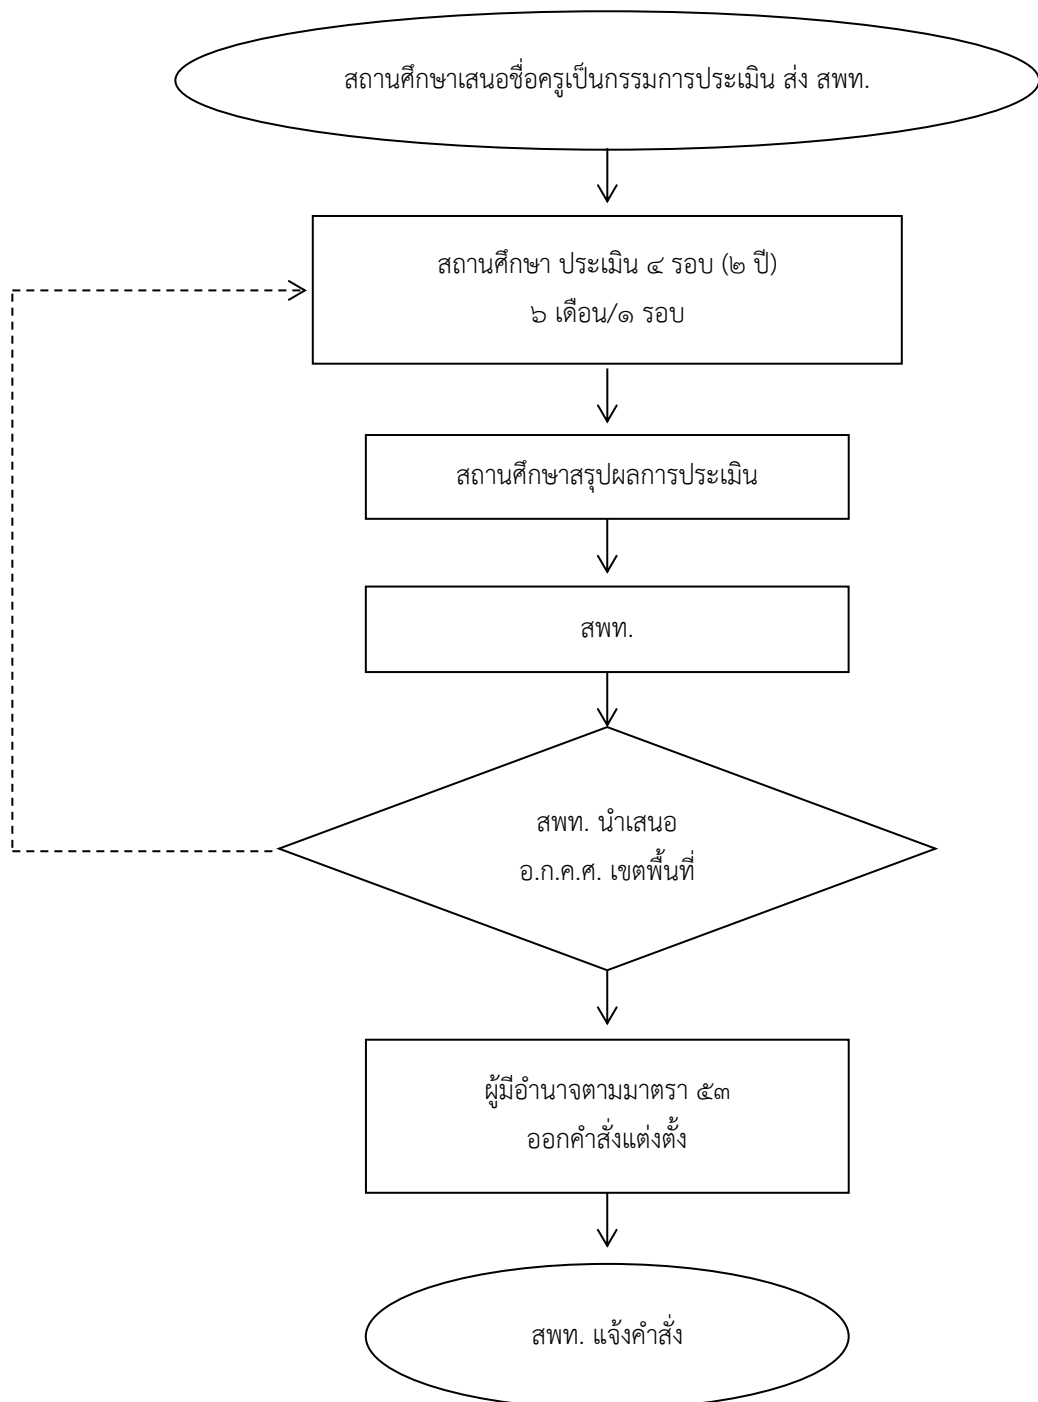 สถานศึกษาเสนอชื่อครูเป็นกรรมการประเมิน ส่ง สพท.
สถานศึกษา ประเมิน ๔ รอบ (๒ ปี)
๖ เดือน/๑ รอบ
สถานศึกษาสรุปผลการประเมิน
สพท.
สพท. นำเสนอ
อ.ก.ค.ศ. เขตพื้นที่
ผู้มีอำนาจตามมาตรา ๕๓
ออกคำสั่งแต่งตั้ง
สพท. แจ้งคำสั่ง